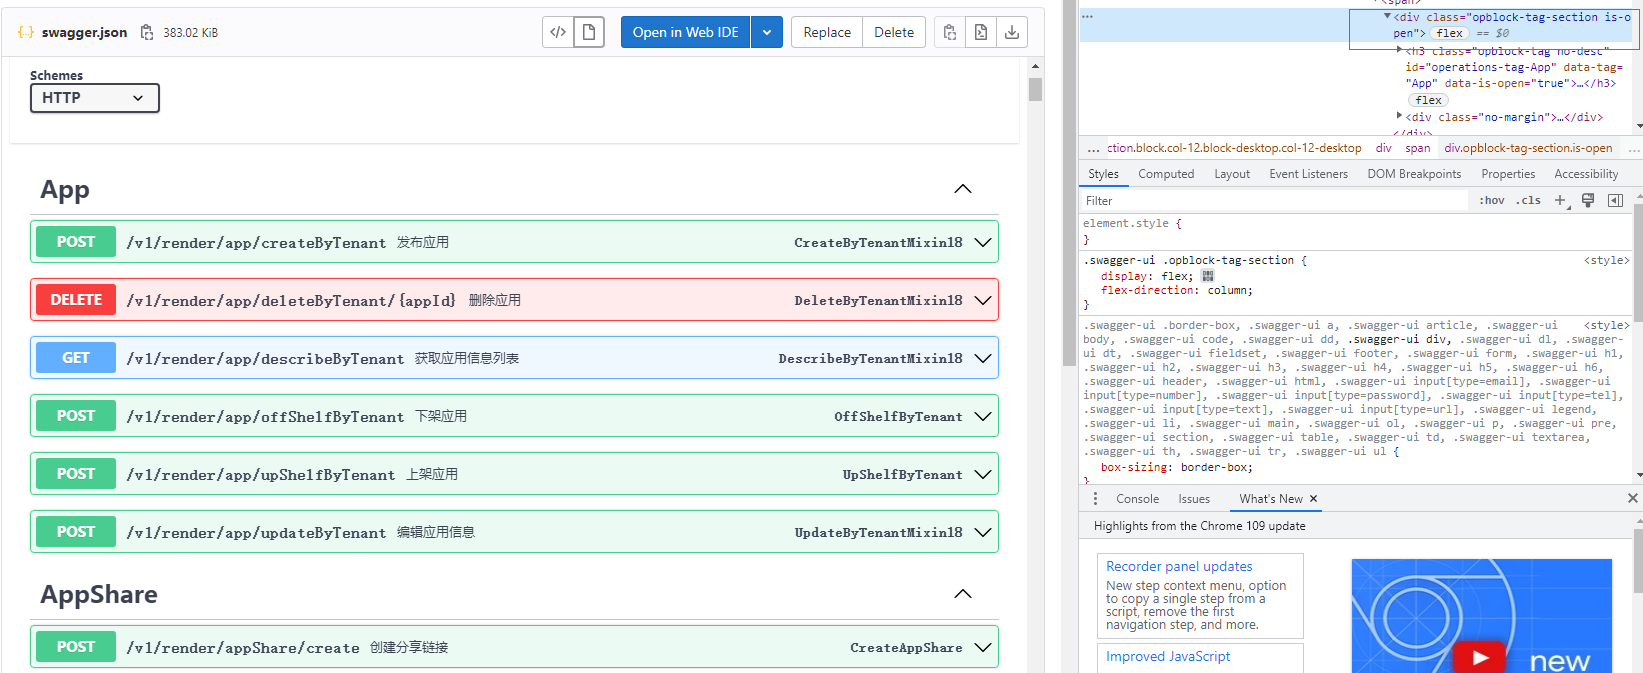 swagger.json 383.02 KiB
Open in Web IDE
Replace
Delete
Schemes
HTTP
App
POST /v1/render/app/createByTenant 发布应用 CreateByTenantMixin18
DELETE /v1/render/app/deleteByTenant/{appId} 删除应用 DeleteByTenantMixin18
GET /v1/render/app/describeByTenant 获取应用信息列表 DescribeByTenantMixin18
POST /v1/render/app/offShelfByTenant 下架应用 OffShelfByTenant
POST /v1/render/app/upShelfByTenant 上架应用 UpShelfByTenant
POST /v1/render/app/updateByTenant 编辑应用信息 UpdateByTenantMixin18
AppShare
POST /v1/render/appShare/create 创建分享链接 CreateAppShare
span>
<div class="opblock-tag-section is-o
pen"> flex == $0
<h3 class="opblock-tag no-desc"
id="operations-tag-App" data-tag=
"App" data-is-open="true">…</h3>
flex
<div class="no-margin">…</div>
</div>
... ction.block.col-12.block-desktop.col-12-desktop div span div.opblock-tag-section.is-open ...
Styles Computed Layout Event Listeners DOM Breakpoints Properties Accessibility
Filter :hov .cls +
element.style {
}
.swagger-ui .opblock-tag-section { <style>
display: flex;
flex-direction: column;
}
.swagger-ui .border-box, .swagger-ui a, .swagger-ui article, .swagger-ui <style>
body, .swagger-ui code, .swagger-ui dd, .swagger-ui div, .swagger-ui dl, .swagger-
ui dt, .swagger-ui fieldset, .swagger-ui footer, .swagger-ui form, .swagger-ui h1,
.swagger-ui h2, .swagger-ui h3, .swagger-ui h4, .swagger-ui h5, .swagger-ui h6,
.swagger-ui header, .swagger-ui html, .swagger-ui input[type=email], .swagger-ui
input[type=number], .swagger-ui input[type=password], .swagger-ui input[type=tel],
.swagger-ui input[type=text], .swagger-ui input[type=url], .swagger-ui legend,
.swagger-ui li, .swagger-ui main, .swagger-ui ol, .swagger-ui p, .swagger-ui pre,
.swagger-ui section, .swagger-ui table, .swagger-ui td, .swagger-ui textarea,
.swagger-ui th, .swagger-ui tr, .swagger-ui ul {
box-sizing: border-box;
}
Console Issues What's New ×
Highlights from the Chrome 109 update
Recorder panel updates
New step context menu, option
to copy a single step from a
script, remove the first
navigation step, and more.
Improved JavaScript
new